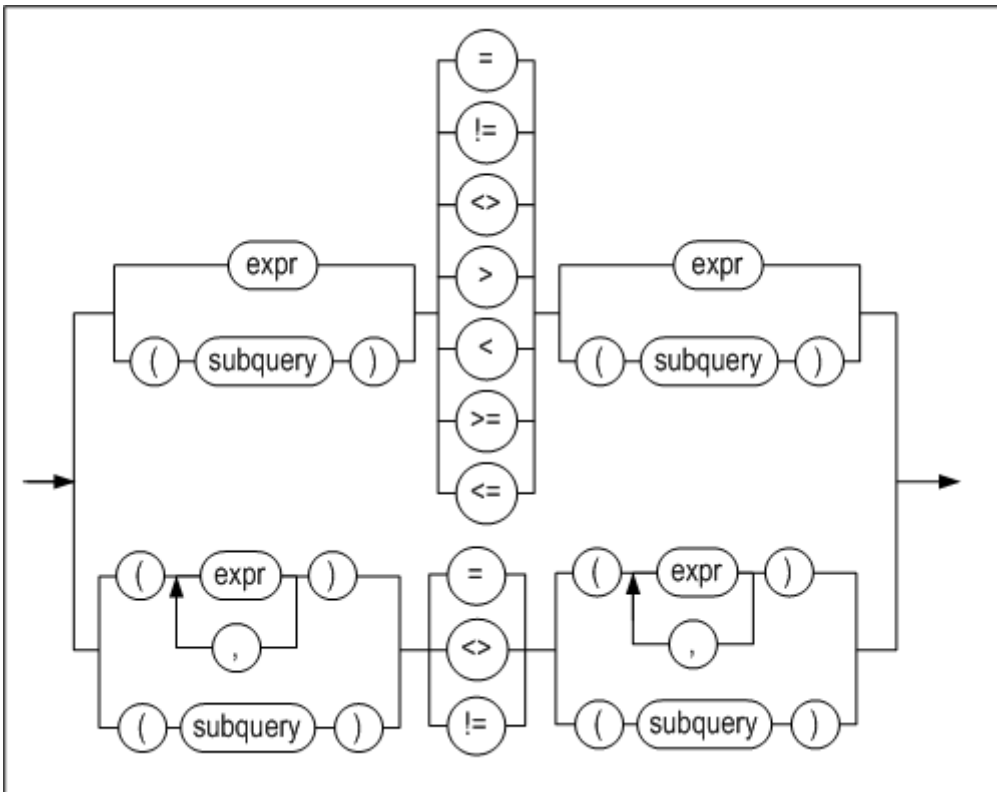 =
!=
<>
expr > expr
( subquery ) < ( subquery )
>=
<=
( expr ) = ( expr )
, <> ,
( subquery ) != ( subquery )